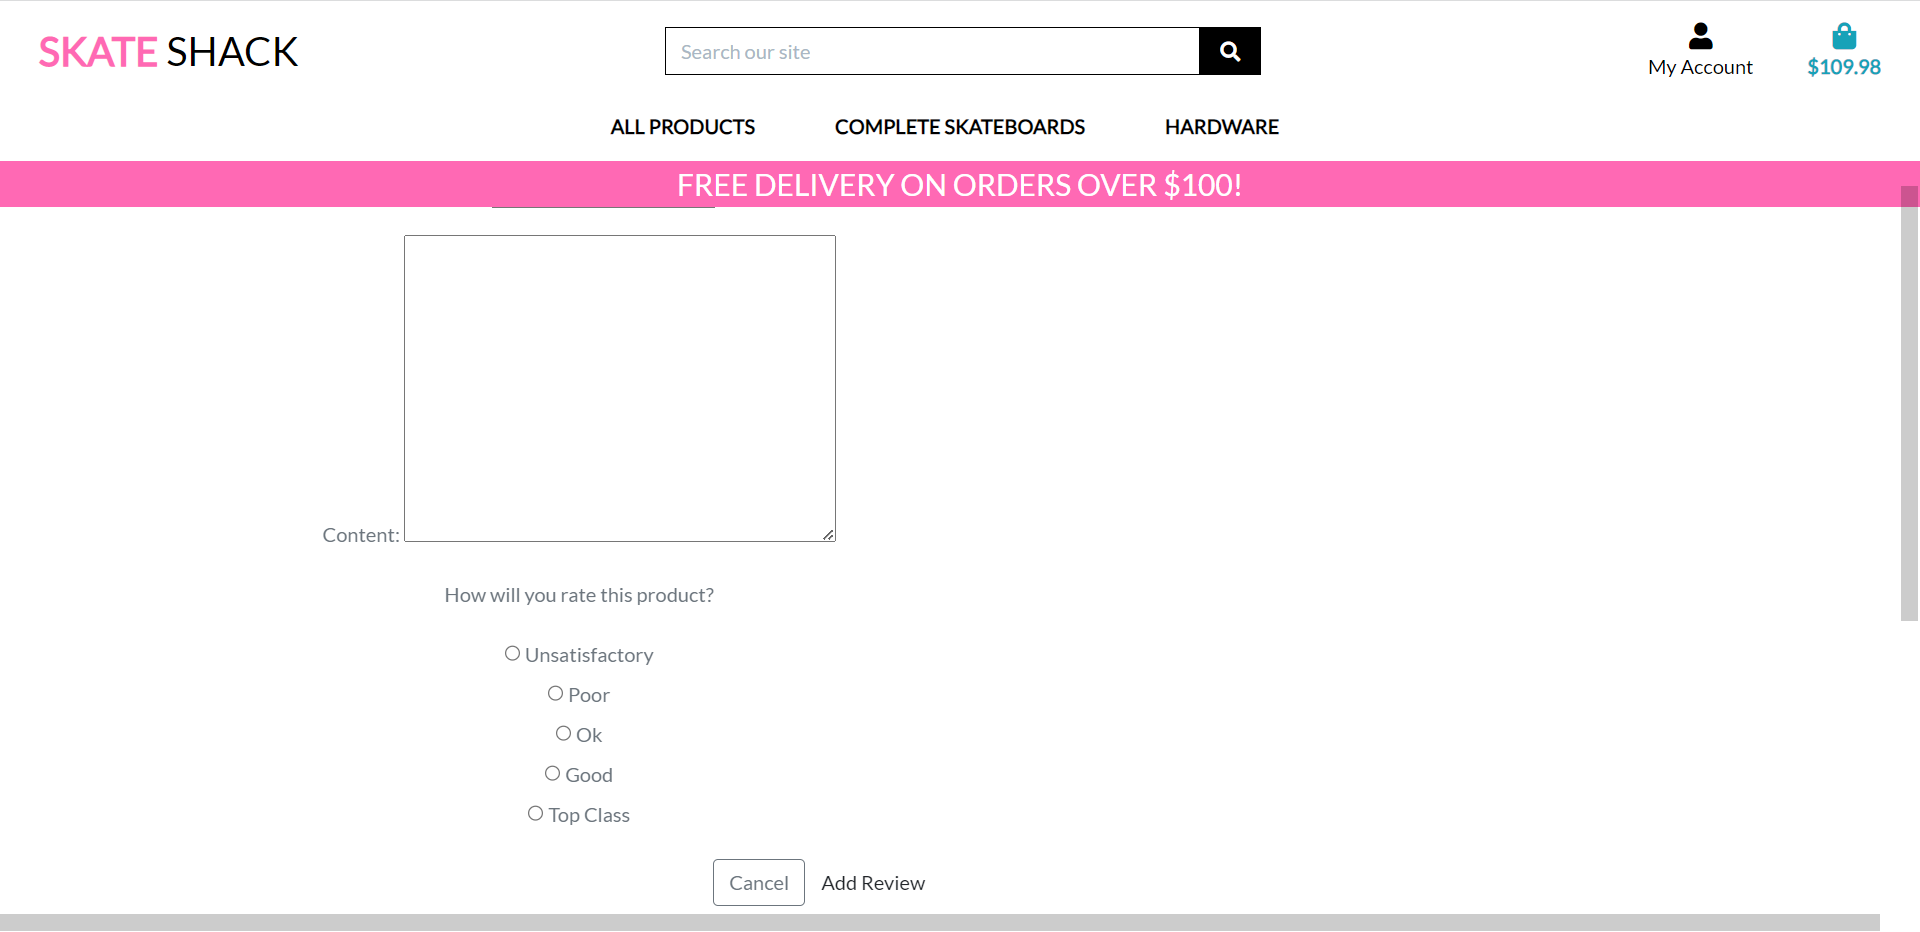 SKATE SHACK
Search our site
My Account
$109.98
ALL PRODUCTS
COMPLETE SKATEBOARDS
HARDWARE
FREE DELIVERY ON ORDERS OVER $100!
Content:
How will you rate this product?
Unsatisfactory
Poor
Ok
Good
Top Class
Cancel
Add Review